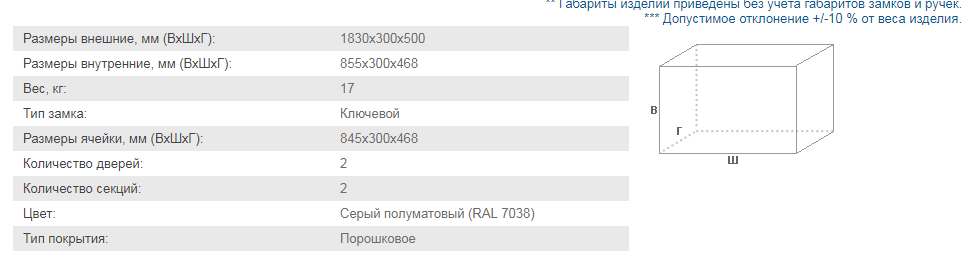 ** Габариты изделий приведены без учета габаритов замков и ручек.
*** Допустимое отклонение +/-10 % от веса изделия.
Размеры внешние, мм (ВхШхГ): 1830x300x500
Размеры внутренние, мм (ВхШхГ): 855x300x468
Вес, кг: 17
Тип замка: Ключевой
Размеры ячейки, мм (ВхШхГ): 845x300x468
Количество дверей: 2
Количество секций: 2
Цвет: Серый полуматовый (RAL 7038)
Тип покрытия: Порошковое
В
Г
Ш